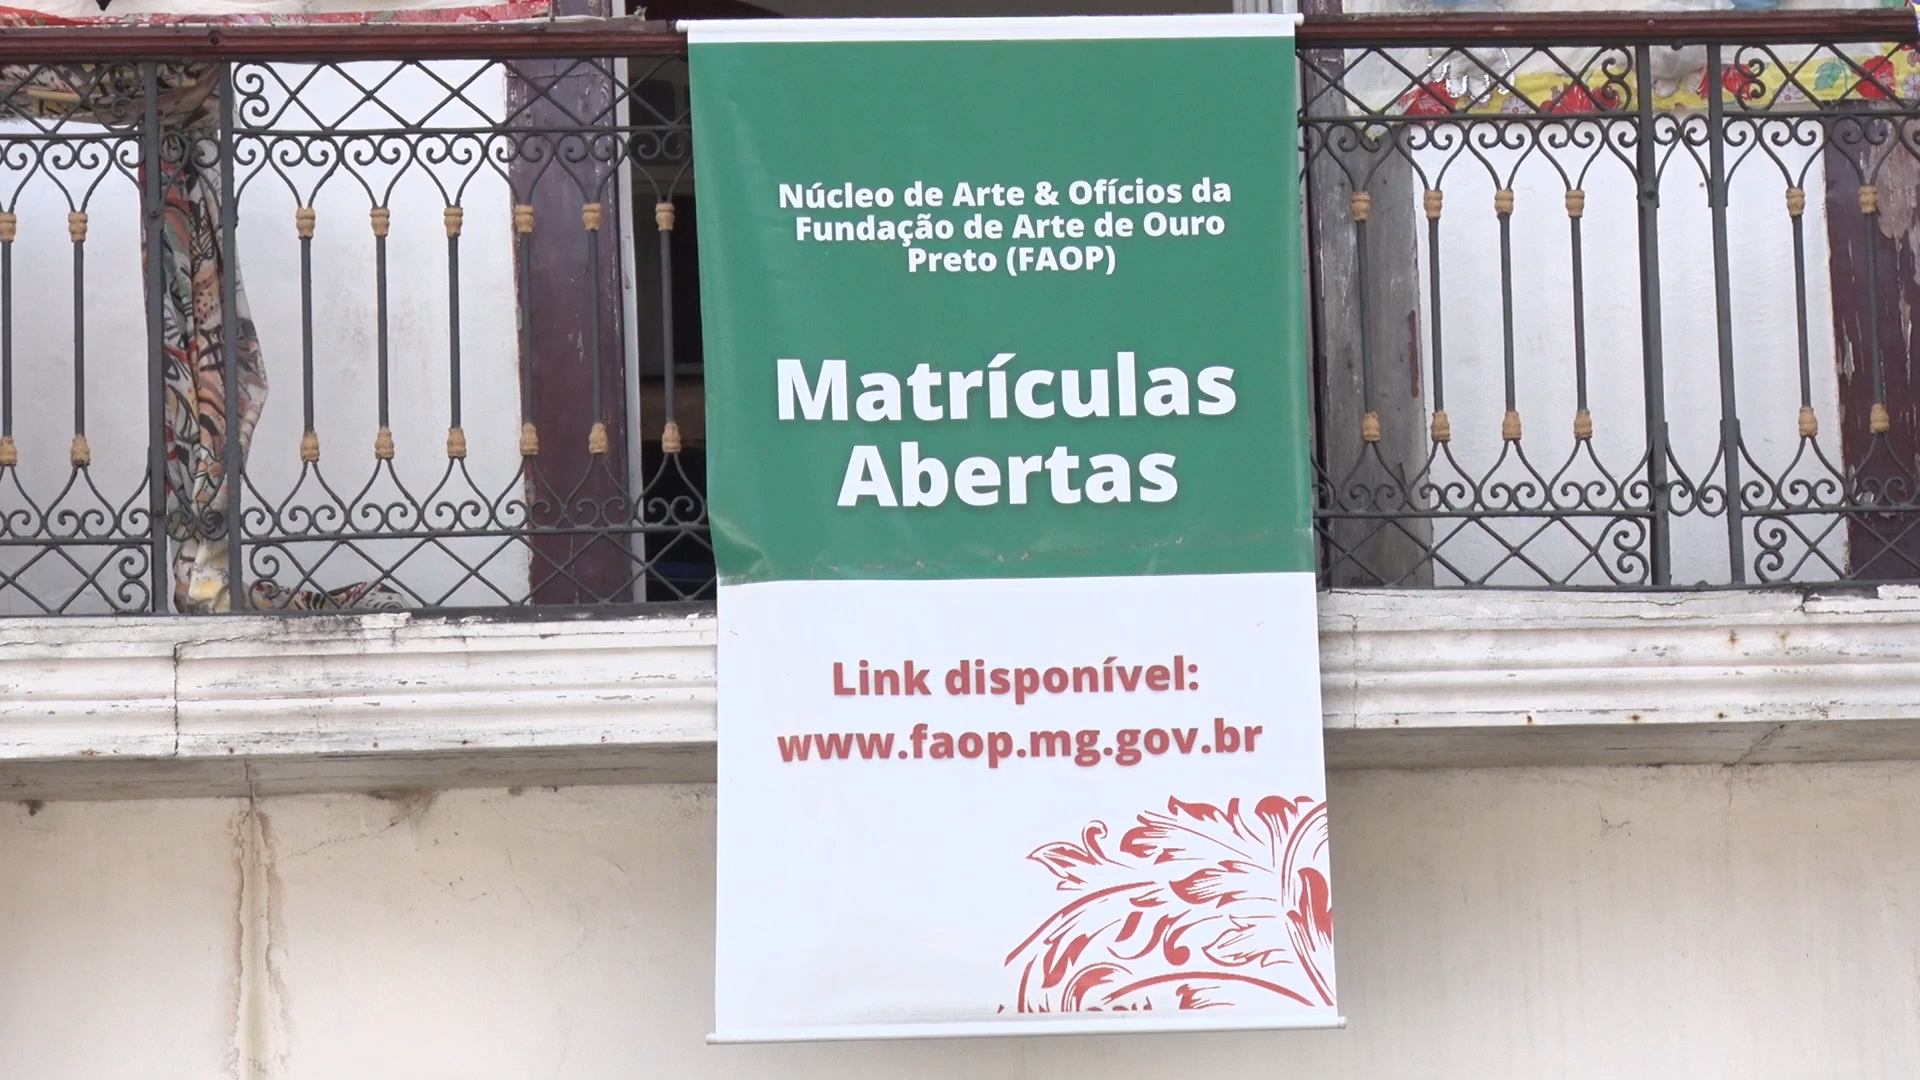 Núcleo de Arte & Ofícios da
Fundação de Arte de Ouro
Preto (FAOP)
Matrículas
Abertas
Link disponível:
www.faop.mg.gov.br